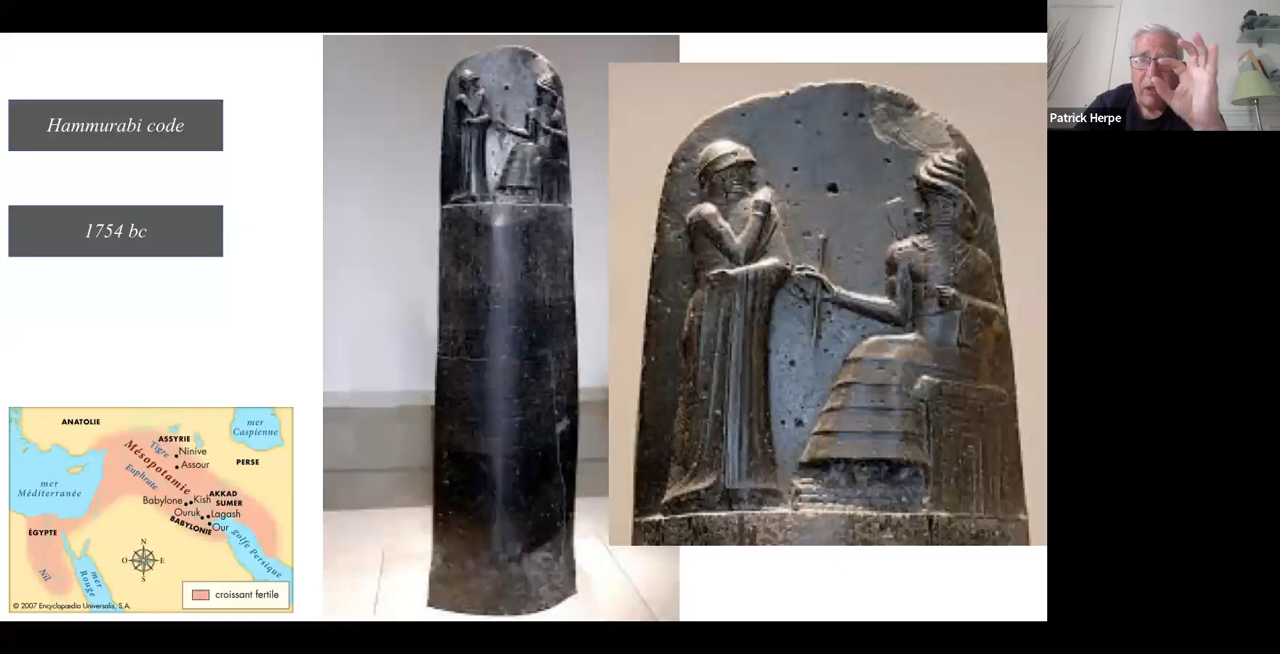 Hammurabi code
1754 bc
Patrick Herpe
ANATOLIE
mer
Caspienne
ASSYRIE
Tigre
Ninive
Assour
PERSE
Mésopotamie
Euphrate
mer
Méditerranée
Babylone
Kish
AKKAD
SUMER
Ourouk
Lagash
BABYLONIE
Our
golfe Persique
ÉGYPTE
Nil
mer
Rouge
N
O
E
S
croissant fertile
© 2007 Encyclopædia Universalis, S.A.